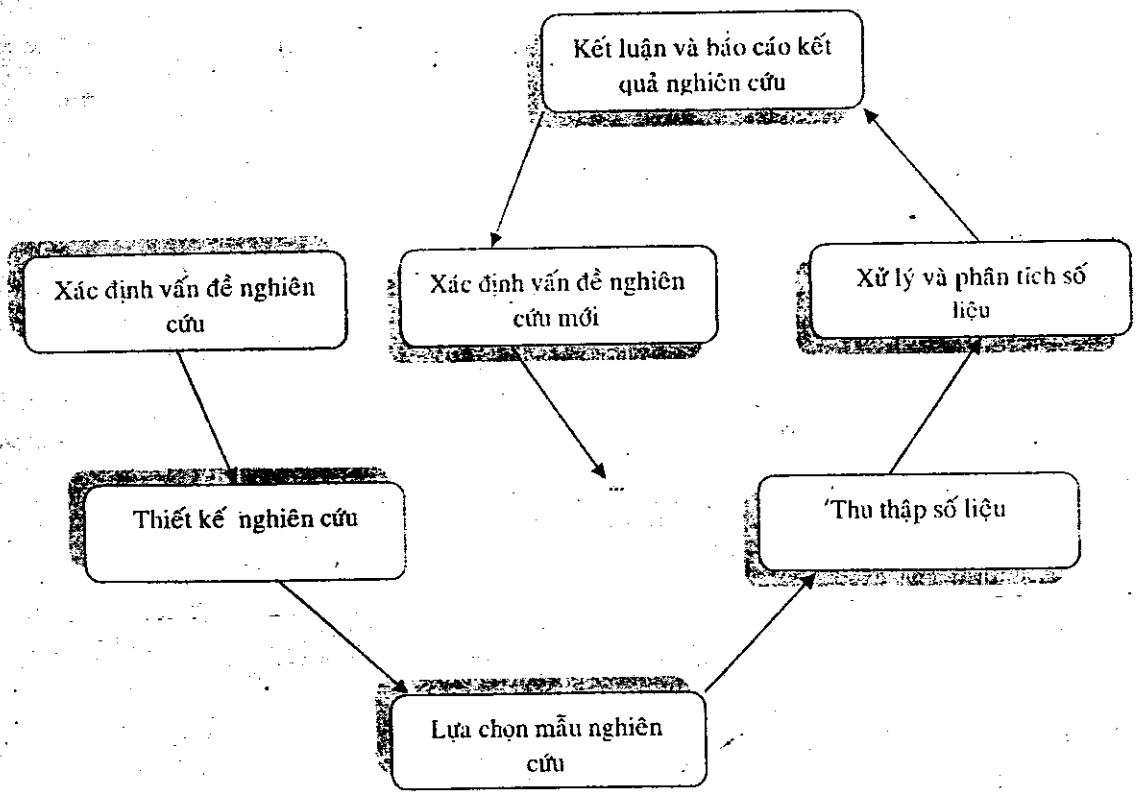 Kết luận và báo cáo kết
quả nghiên cứu
Xác định vấn đề nghiên
cứu
Xác định vấn đề nghiên
cứu mới
Xử lý và phân tích số
liệu
...
Thiết kế nghiên cứu
Thu thập số liệu
Lựa chọn mẫu nghiên
cứu